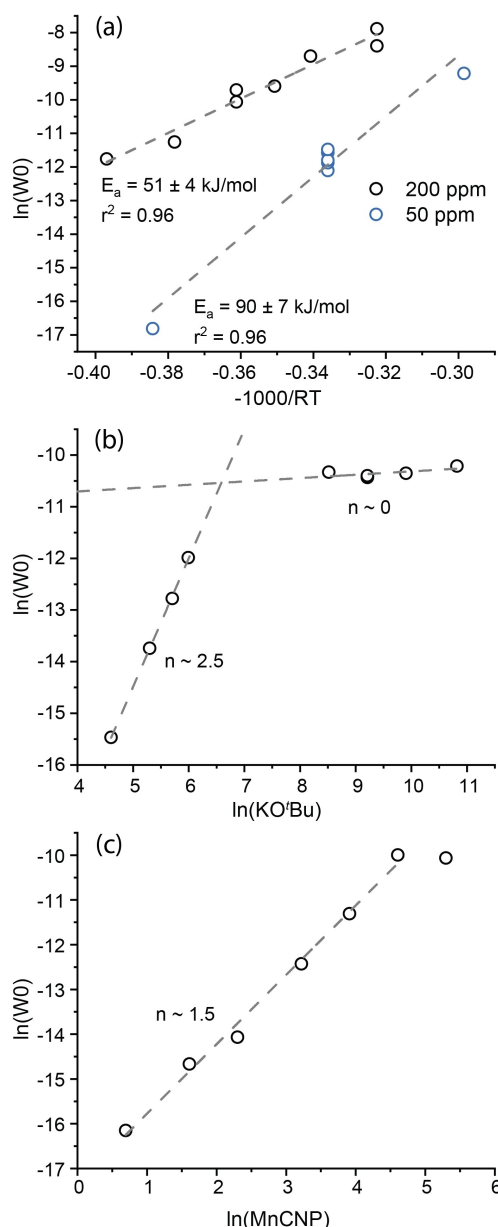 (a)
-8
-9
-10
-11
-12
-13
-14
-15
-16
-17
ln(W0)
E_a = 51 ± 4 kJ/mol
r² = 0.96
200 ppm
50 ppm
E_a = 90 ± 7 kJ/mol
r² = 0.96
-0.40 -0.38 -0.36 -0.34 -0.32 -0.30
-1000/RT
(b)
-10
-11
-12
-13
-14
-15
-16
ln(W0)
n ~ 0
n ~ 2.5
4 5 6 7 8 9 10 11
ln(KOᵗBu)
(c)
-10
-11
-12
-13
-14
-15
-16
-17
ln(W0)
n ~ 1.5
0 1 2 3 4 5 6
ln(MnCNP)